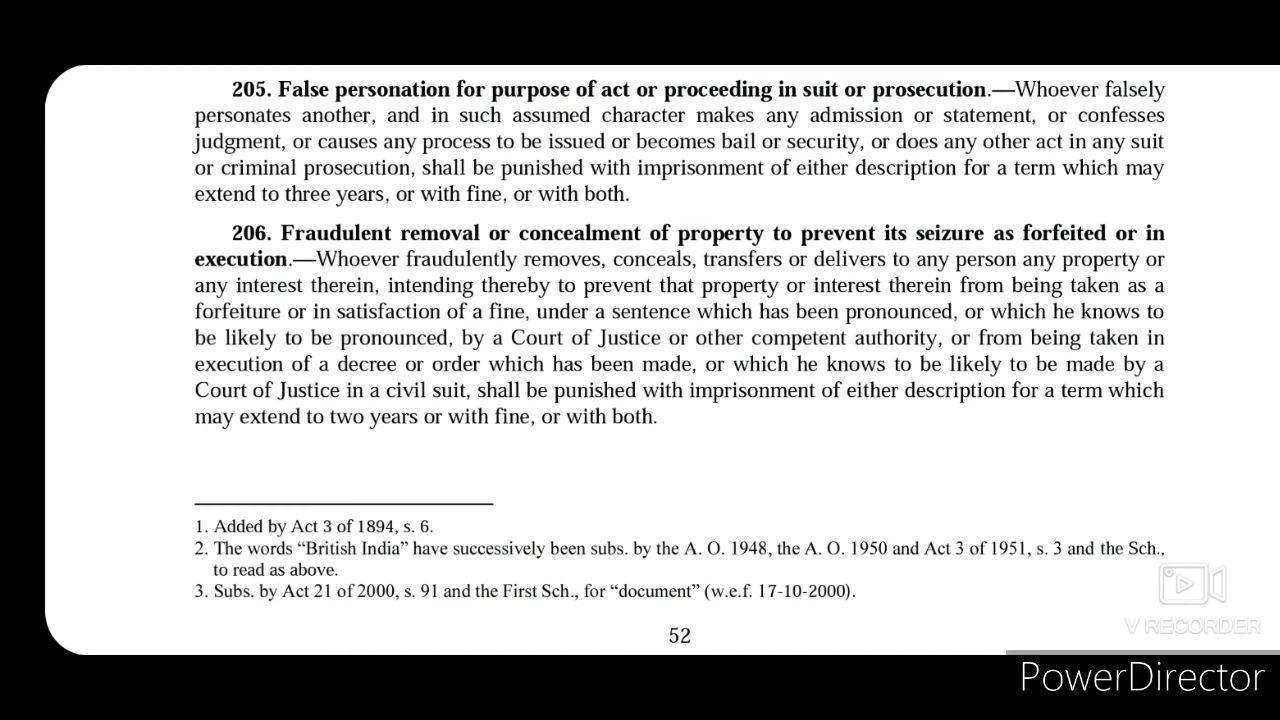 205. False personation for purpose of act or proceeding in suit or prosecution.—Whoever falsely
personates another, and in such assumed character makes any admission or statement, or confesses
judgment, or causes any process to be issued or becomes bail or security, or does any other act in any suit
or criminal prosecution, shall be punished with imprisonment of either description for a term which may
extend to three years, or with fine, or with both.
206. Fraudulent removal or concealment of property to prevent its seizure as forfeited or in
execution.—Whoever fraudulently removes, conceals, transfers or delivers to any person any property or
any interest therein, intending thereby to prevent that property or interest therein from being taken as a
forfeiture or in satisfaction of a fine, under a sentence which has been pronounced, or which he knows to
be likely to be pronounced, by a Court of Justice or other competent authority, or from being taken in
execution of a decree or order which has been made, or which he knows to be likely to be made by a
Court of Justice in a civil suit, shall be punished with imprisonment of either description for a term which
may extend to two years or with fine, or with both.
1. Added by Act 3 of 1894, s. 6.
2. The words “British India” have successively been subs. by the A. O. 1948, the A. O. 1950 and Act 3 of 1951, s. 3 and the Sch.,
to read as above.
3. Subs. by Act 21 of 2000, s. 91 and the First Sch., for “document” (w.e.f. 17-10-2000).
V RECORDER
52
PowerDirector